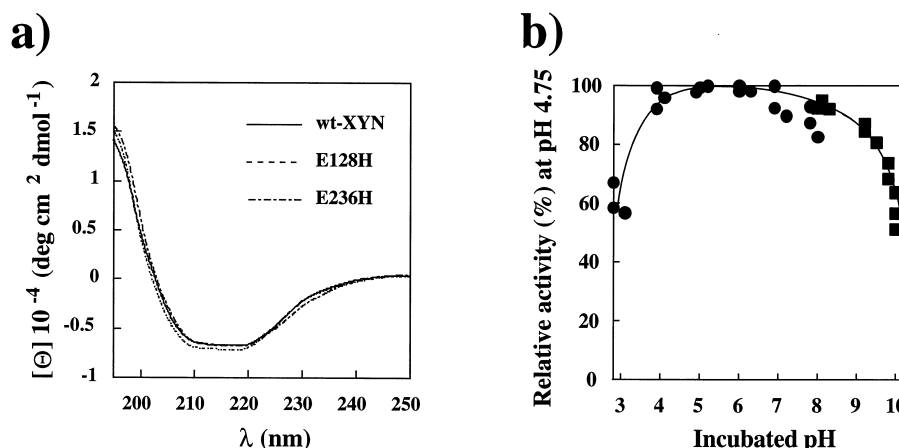 a)
[Θ] 10 -4 (deg cm 2 dmol -1)
2
1.5
1
0.5
0
-0.5
-1
wt-XYN
E128H
E236H
200 210 220 230 240 250
λ (nm)
b)
Relative activity (%) at pH 4.75
100
80
60
40
20
0
3 4 5 6 7 8 9 10
Incubated pH